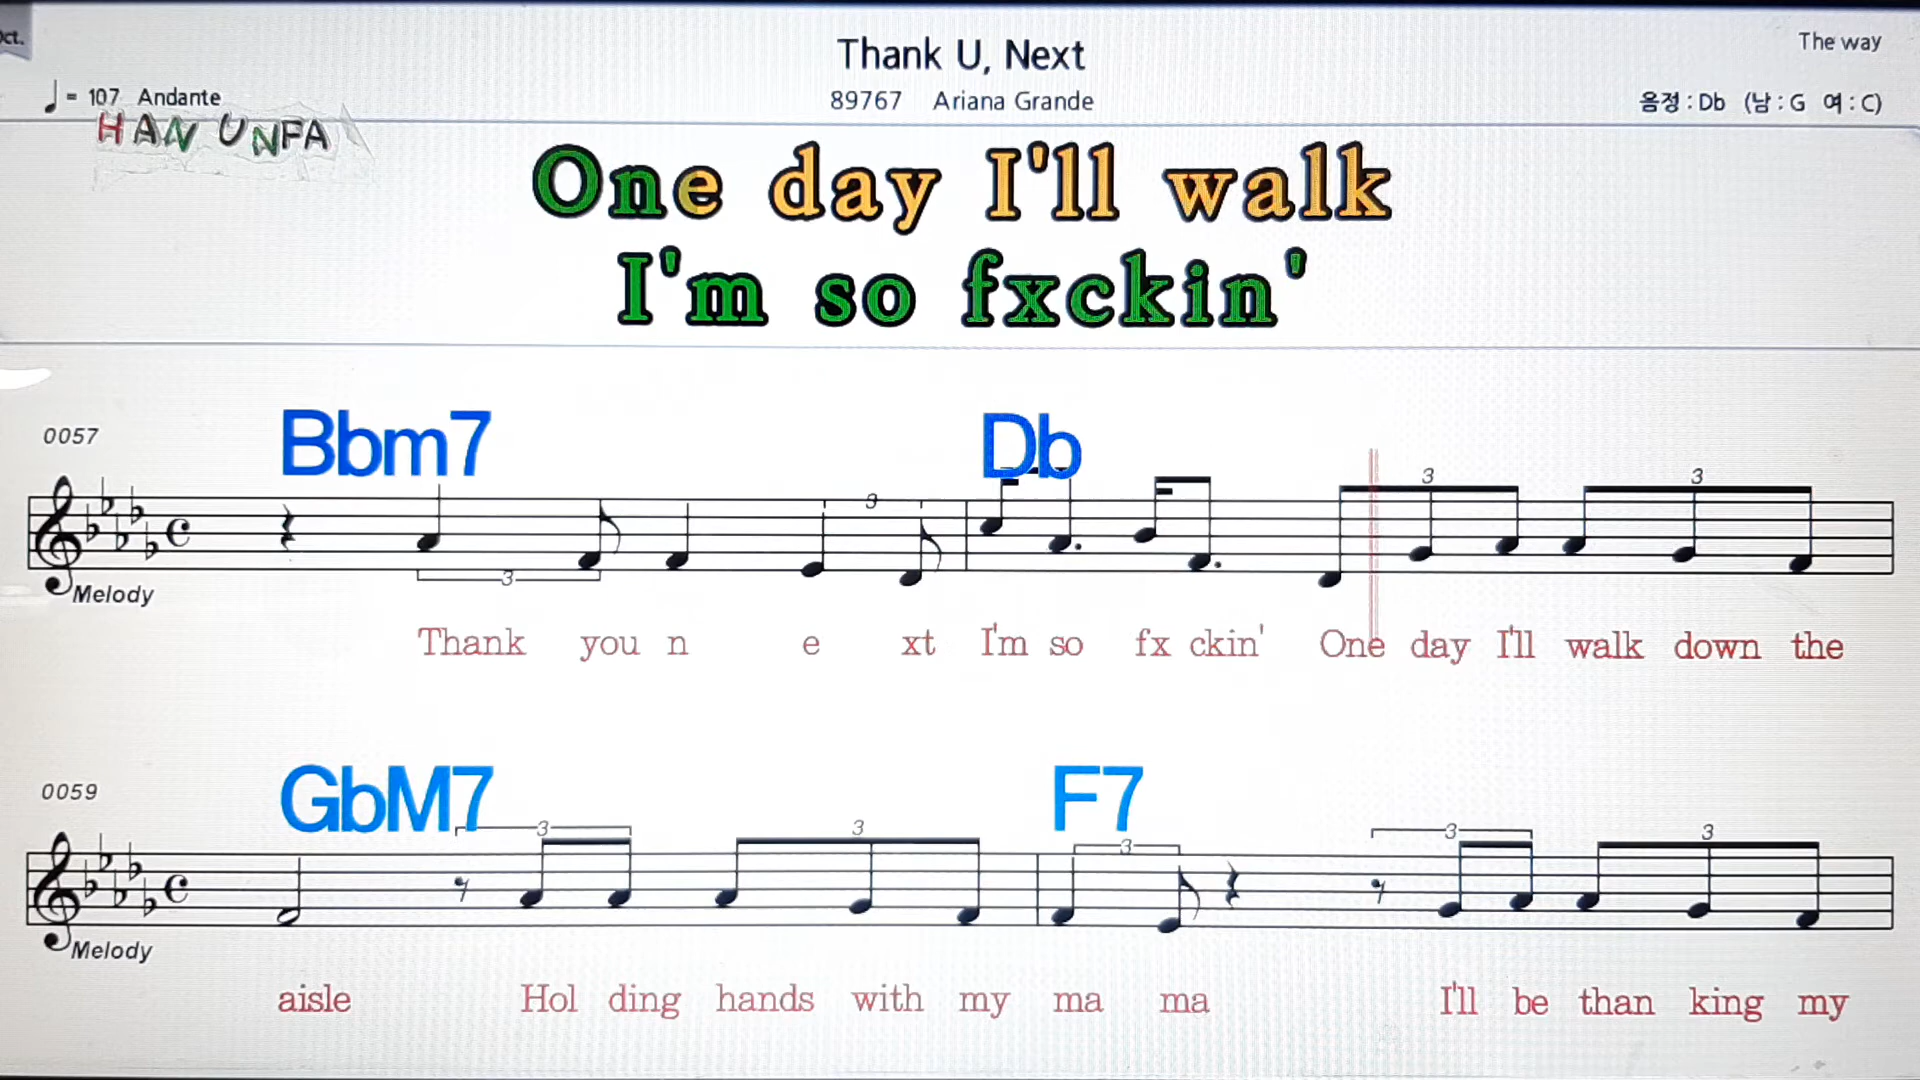 Oct.
Thank U, Next
The way
♩= 107 Andante
89767 Ariana Grande
음정 : Db (남 : G 여 : C)
HAN UNFA
One day I'll walk
I'm so fxckin'
0057
Bbm7 Db
3 3 3 3
Melody
Thank you n e xt I'm so fx ckin' One day I'll walk down the
0059
GbM7 F7
3 3 3 3 3
Melody
aisle Hol ding hands with my ma ma I'll be than king my